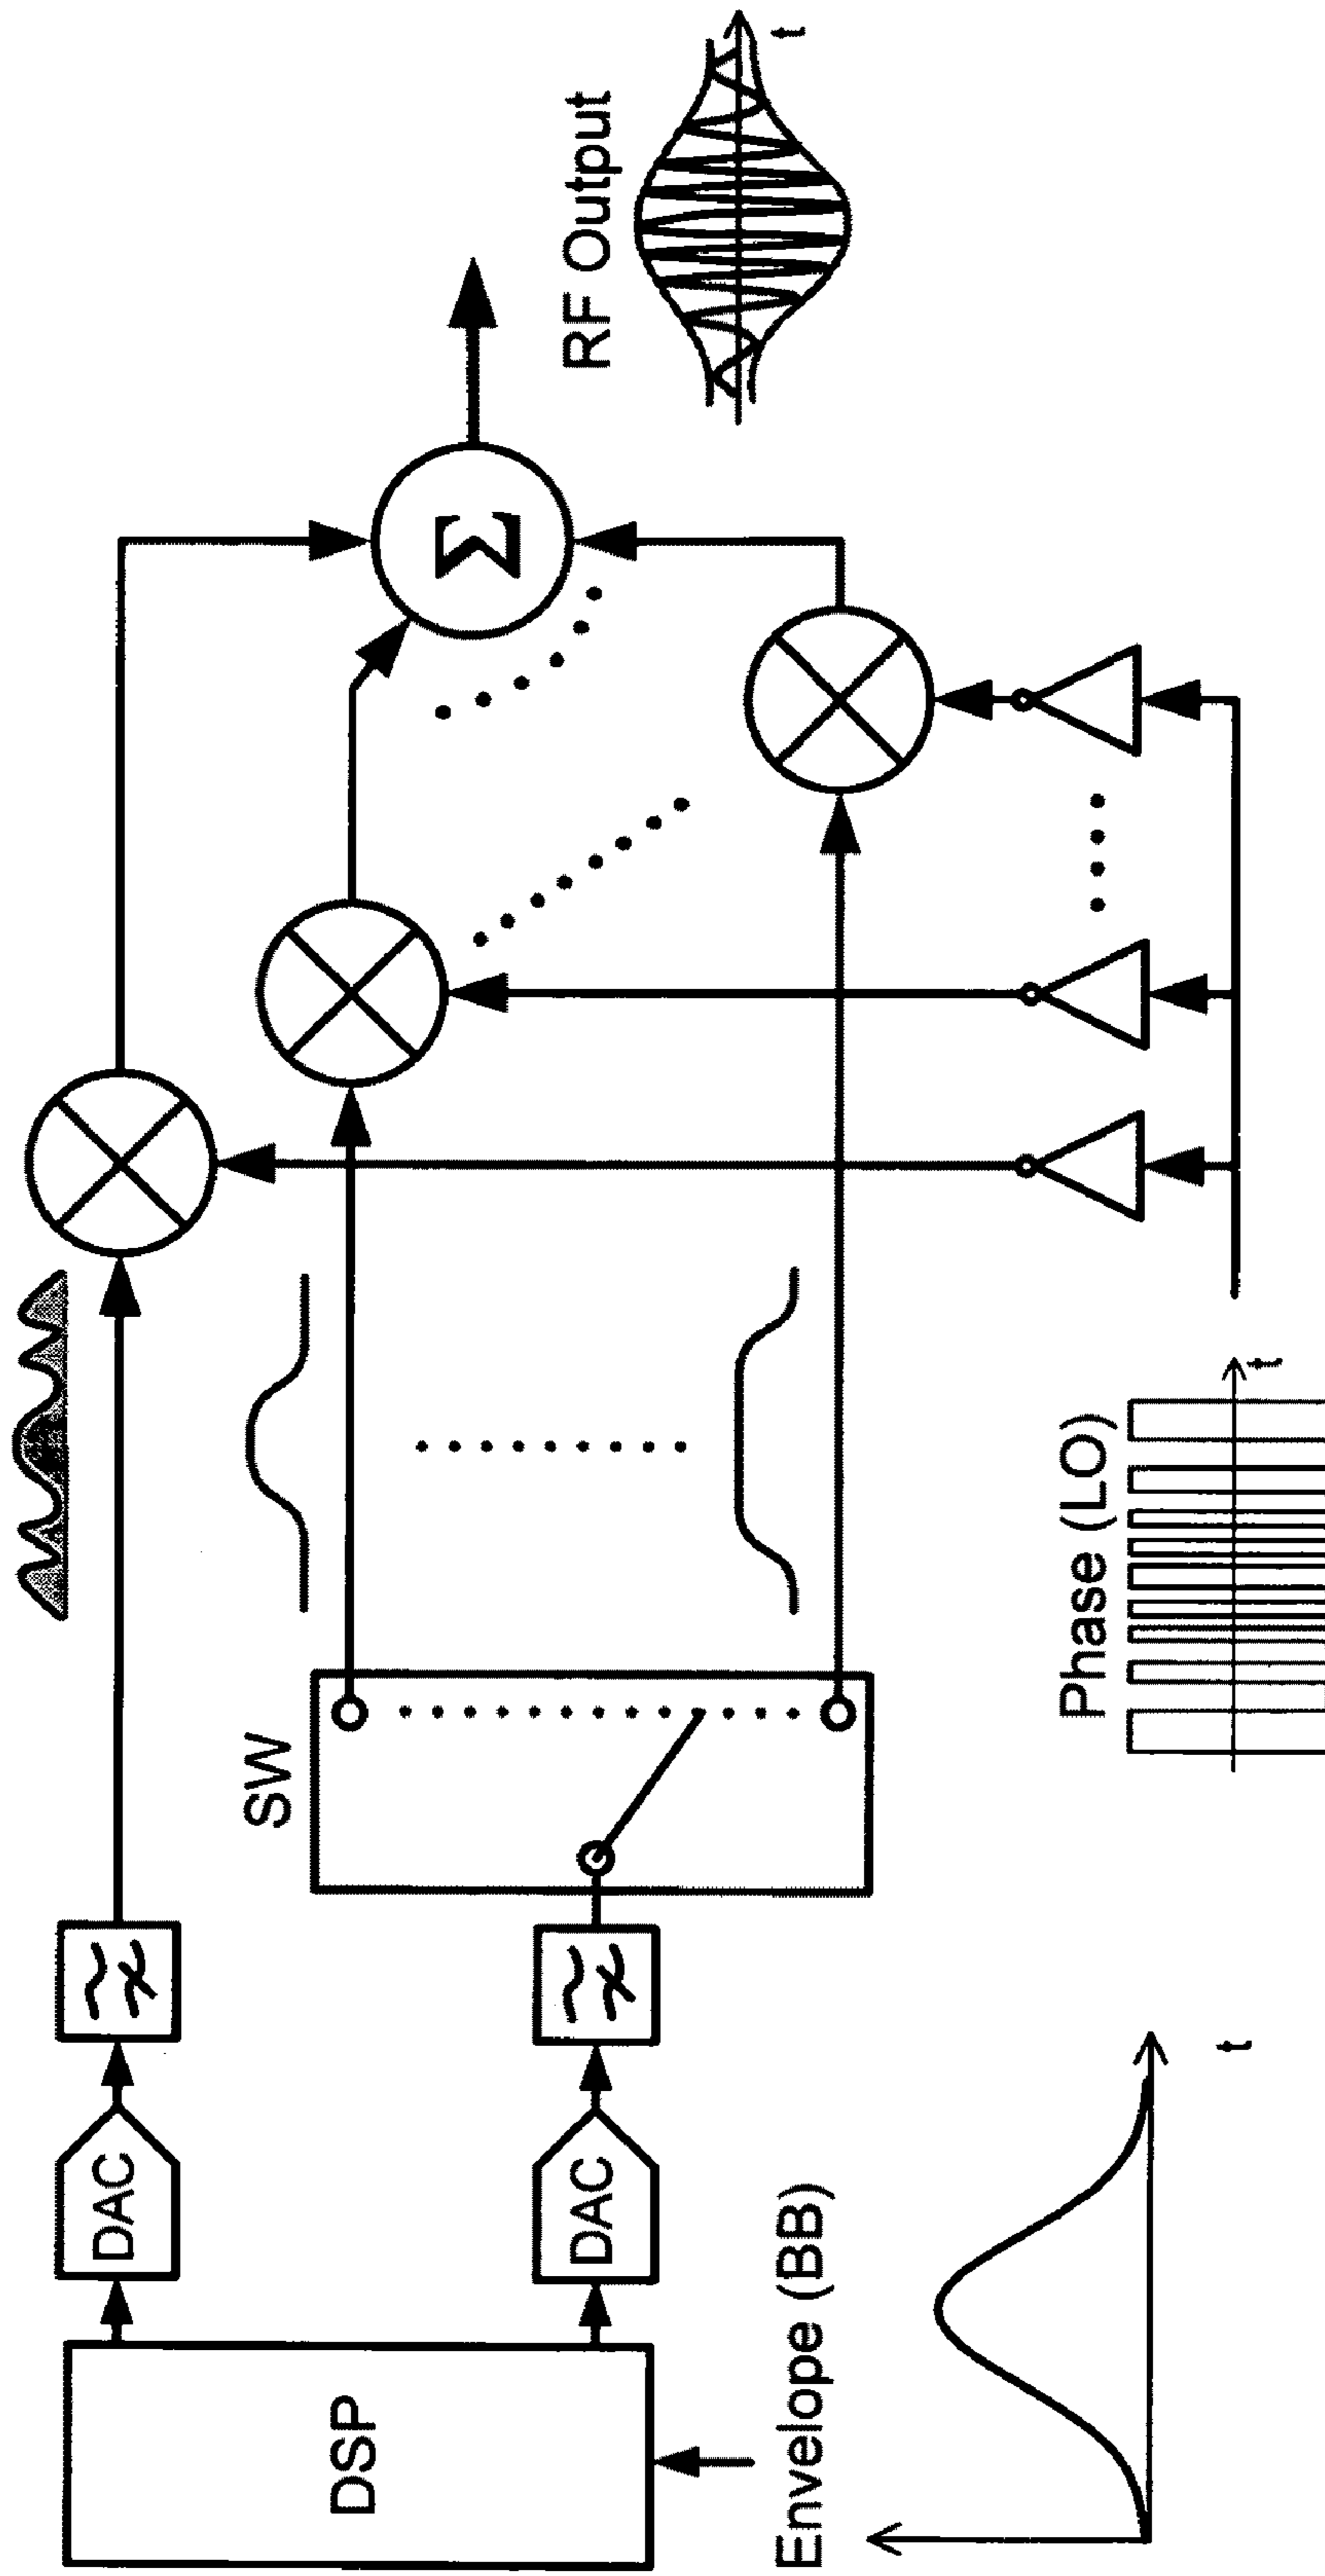 DSP
DAC
DAC
SW
Envelope (BB)
t
Phase (LO)
t
Σ
RF Output
t